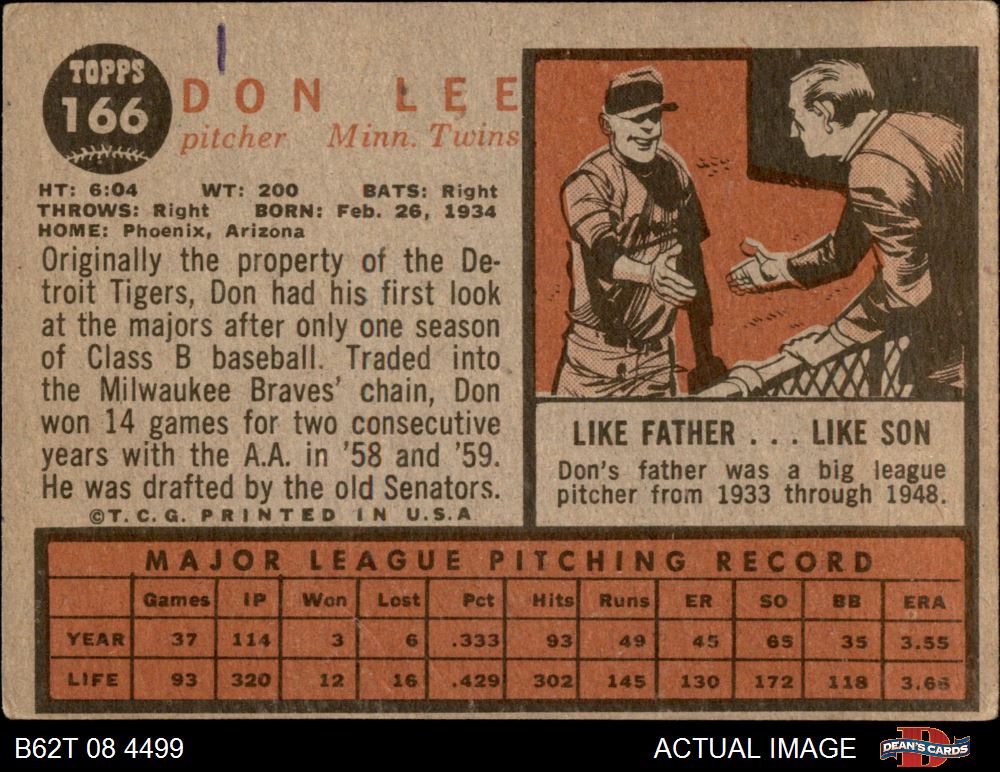 TOPPS
166
DON LEE
pitcher Minn. Twins
HT: 6:04 WT: 200 BATS: Right
THROWS: Right BORN: Feb. 26, 1934
HOME: Phoenix, Arizona
Originally the property of the De-
troit Tigers, Don had his first look
at the majors after only one season
of Class B baseball. Traded into
the Milwaukee Braves' chain, Don
won 14 games for two consecutive
years with the A.A. in '58 and '59.
He was drafted by the old Senators.
©T.C.G. PRINTED IN U.S.A
LIKE FATHER . . . LIKE SON
Don's father was a big league
pitcher from 1933 through 1948.
MAJOR LEAGUE PITCHING RECORD
Games IP Won Lost Pct Hits Runs ER SO BB ERA
YEAR 37 114 3 6 .333 93 49 45 65 35 3.55
LIFE 93 320 12 16 .429 302 145 130 172 118 3.66
B62T 08 4499
ACTUAL IMAGE
DEAN'S CARDS